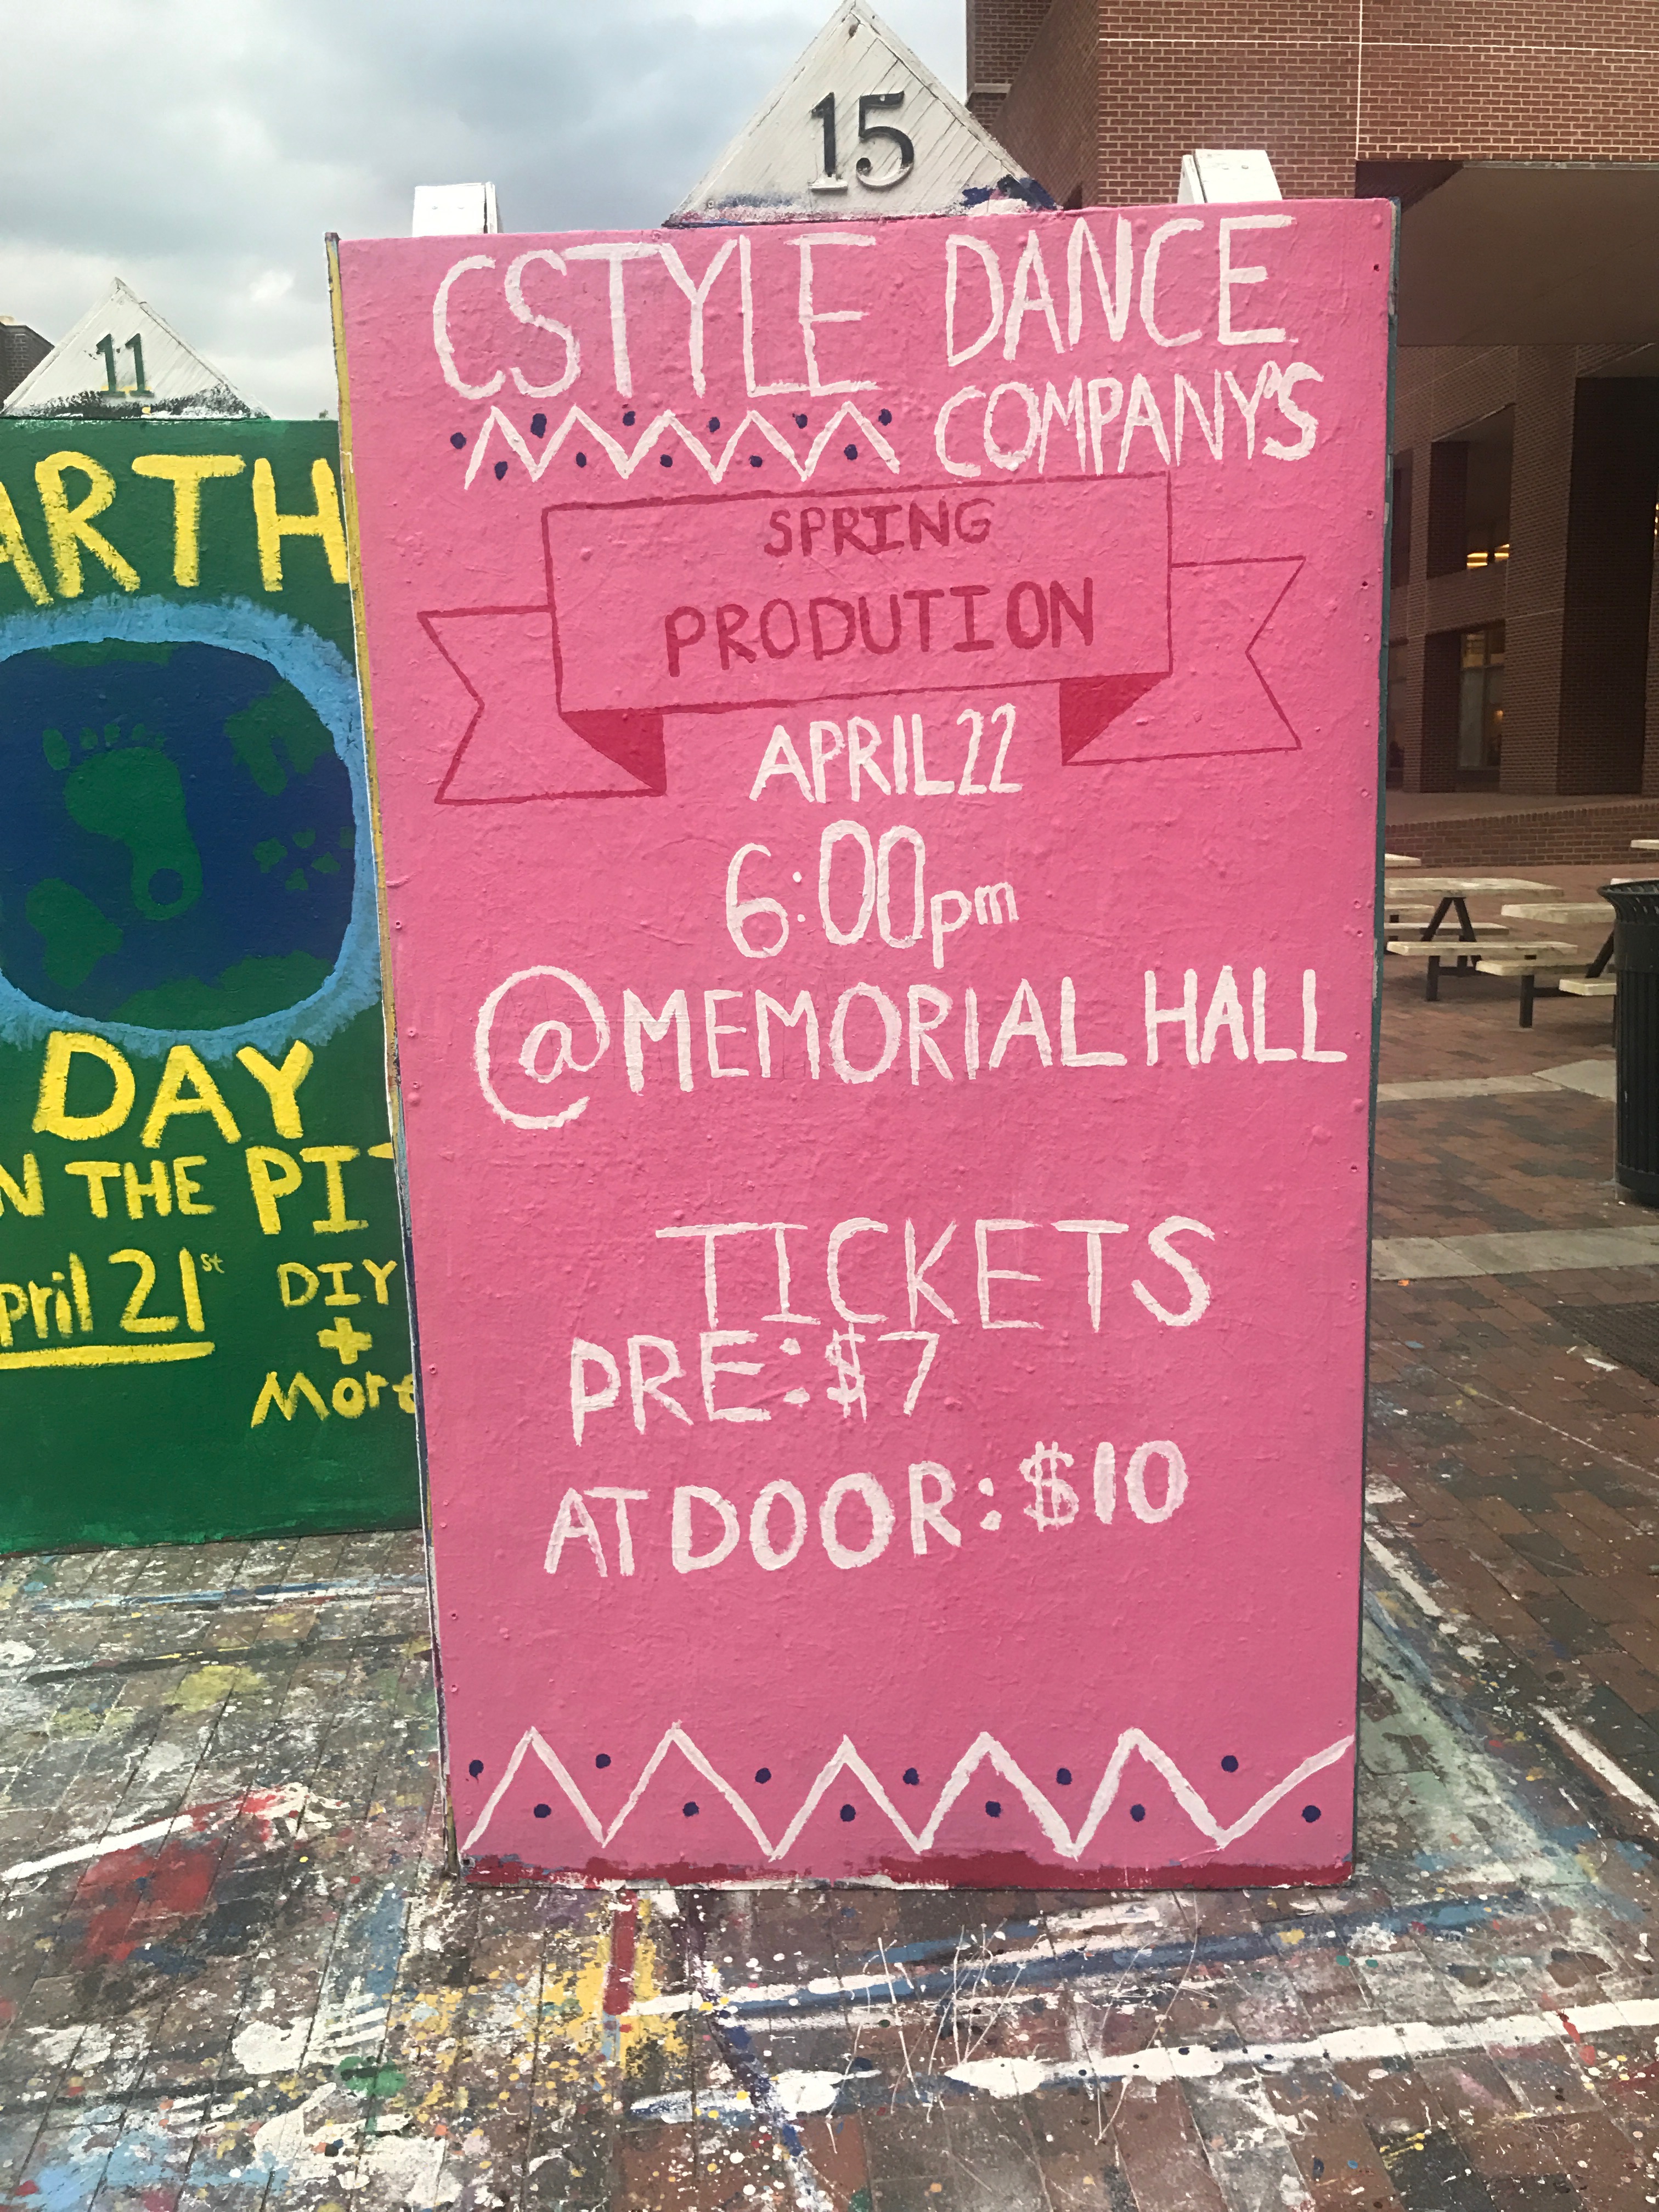 15
CSTYLE DANCE
COMPANY'S
SPRING
PRODUTION
APRIL 22
6:00pm
@MEMORIAL HALL
TICKETS
PRE: $7
AT DOOR: $10
11
ARTH
DAY
N THE PIT
pril 21st
DIY
+
More